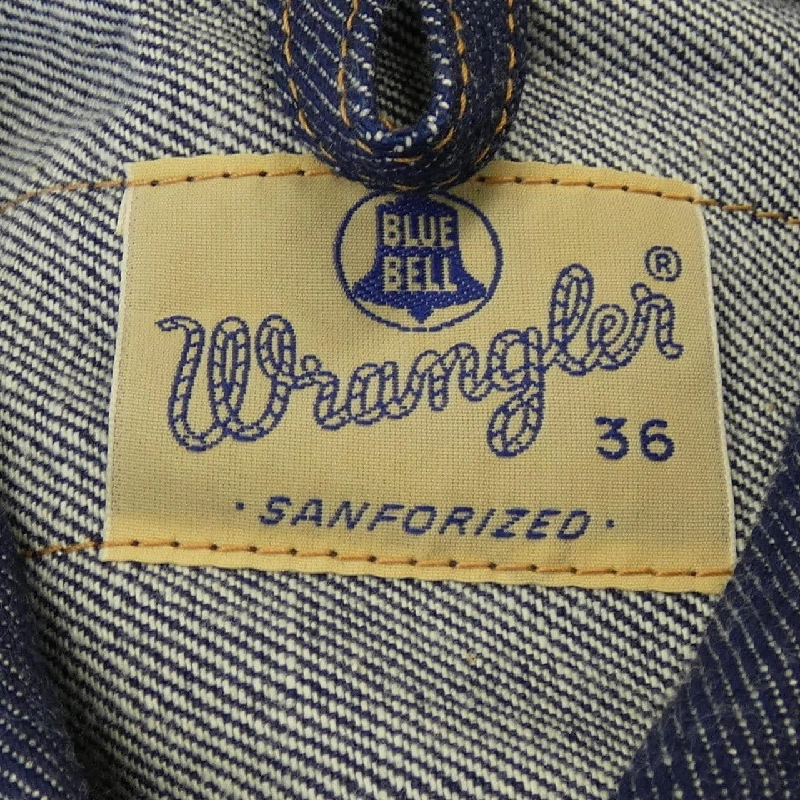 BLUE
BELL
Wrangler®
36
· SANFORIZED ·